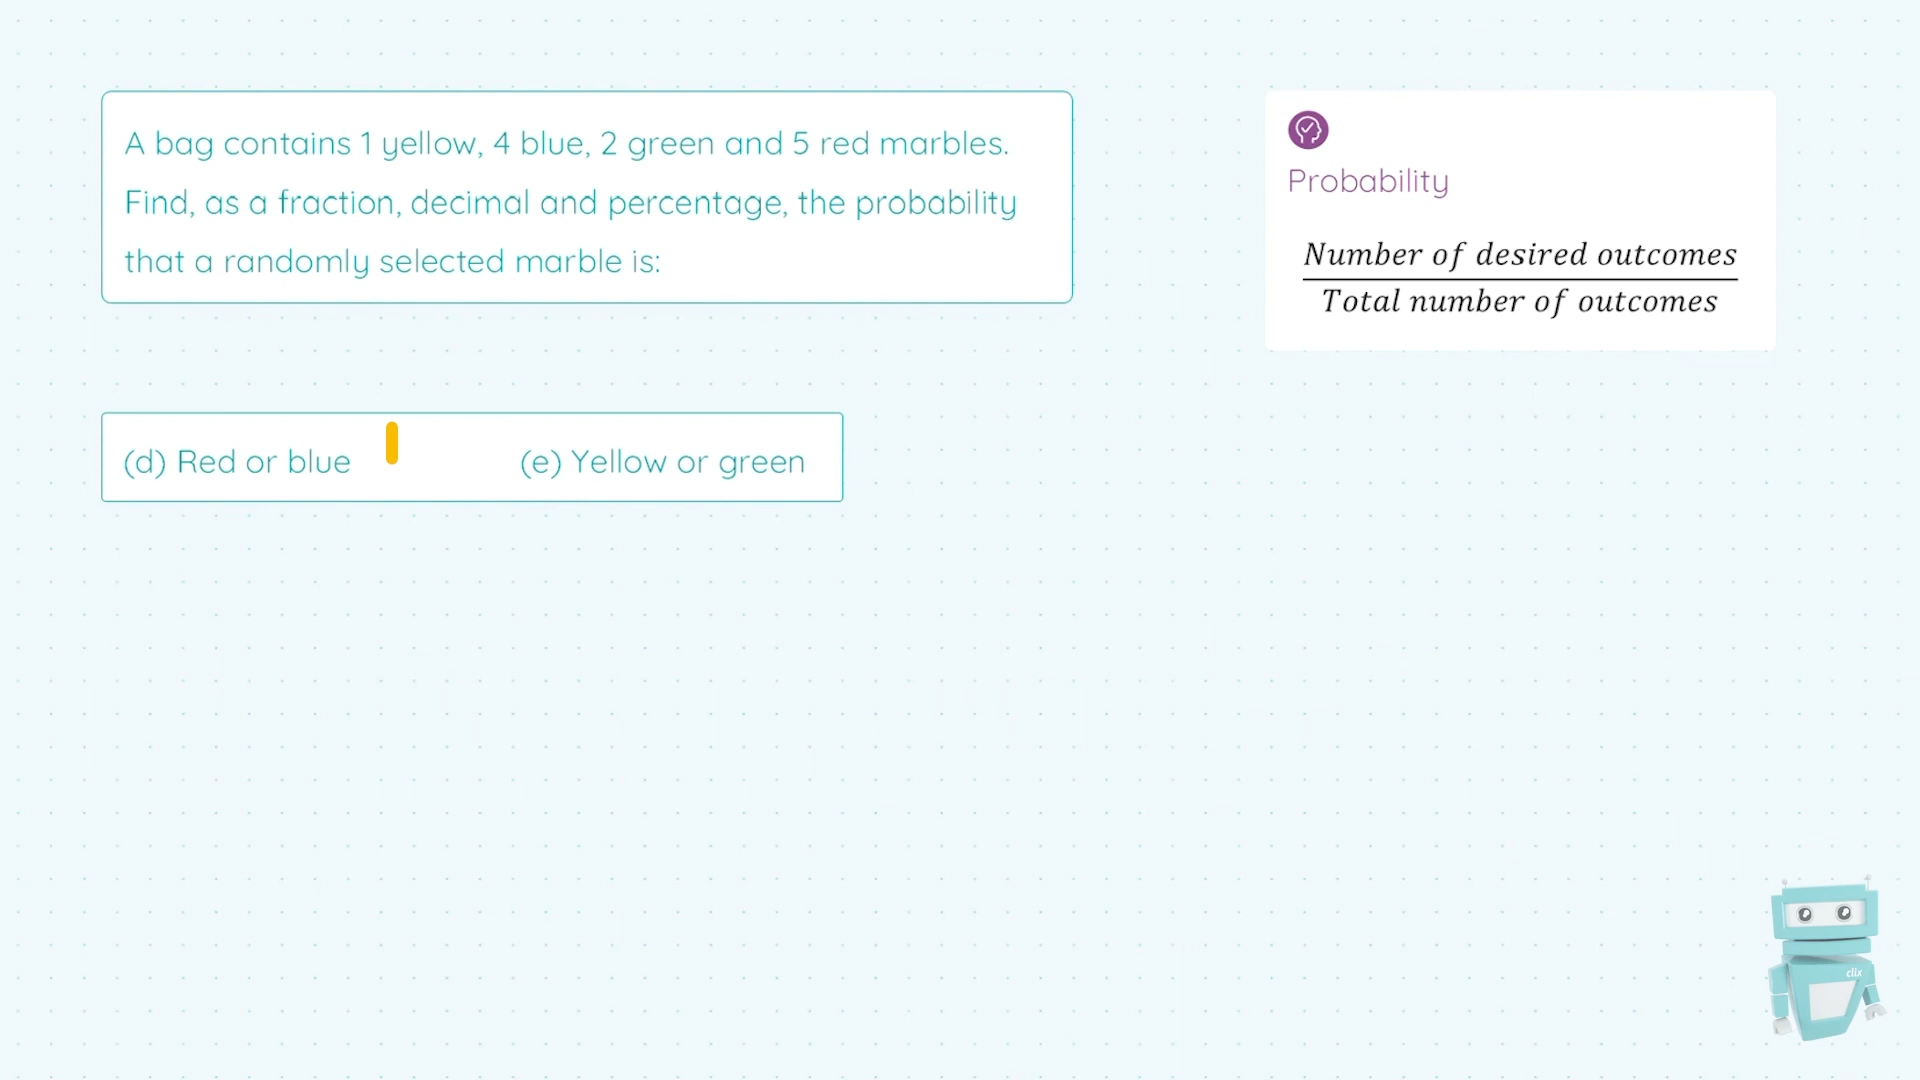 A bag contains 1 yellow, 4 blue, 2 green and 5 red marbles.
Find, as a fraction, decimal and percentage, the probability
that a randomly selected marble is:
Probability
Number of desired outcomes
Total number of outcomes
(d) Red or blue
(e) Yellow or green
clix